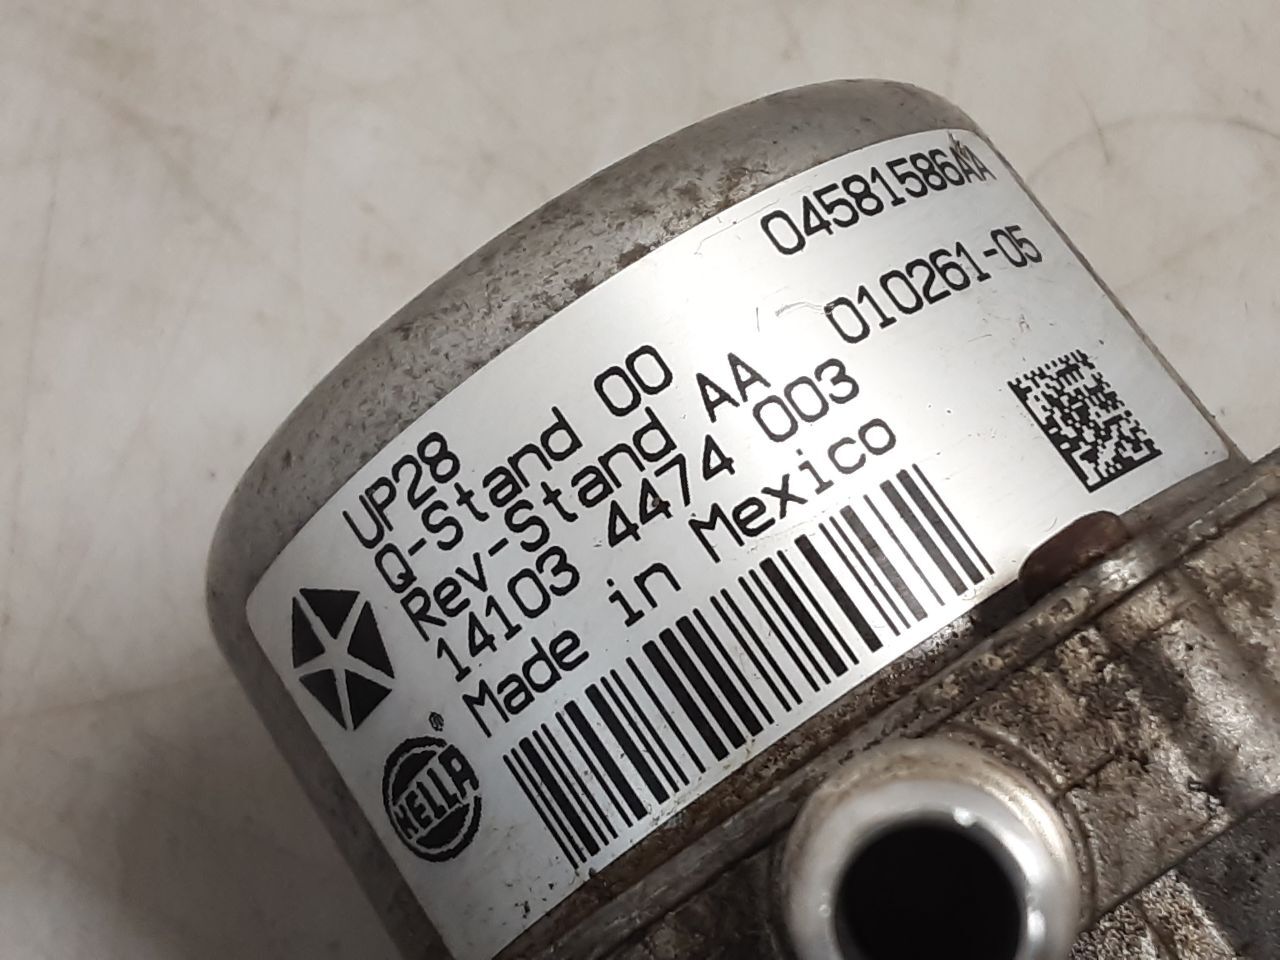 04581586AA
010261-05
UP28
Q-Stand 00
Rev-Stand AA
14103 4474 003
Made in Mexico
HELLA
®